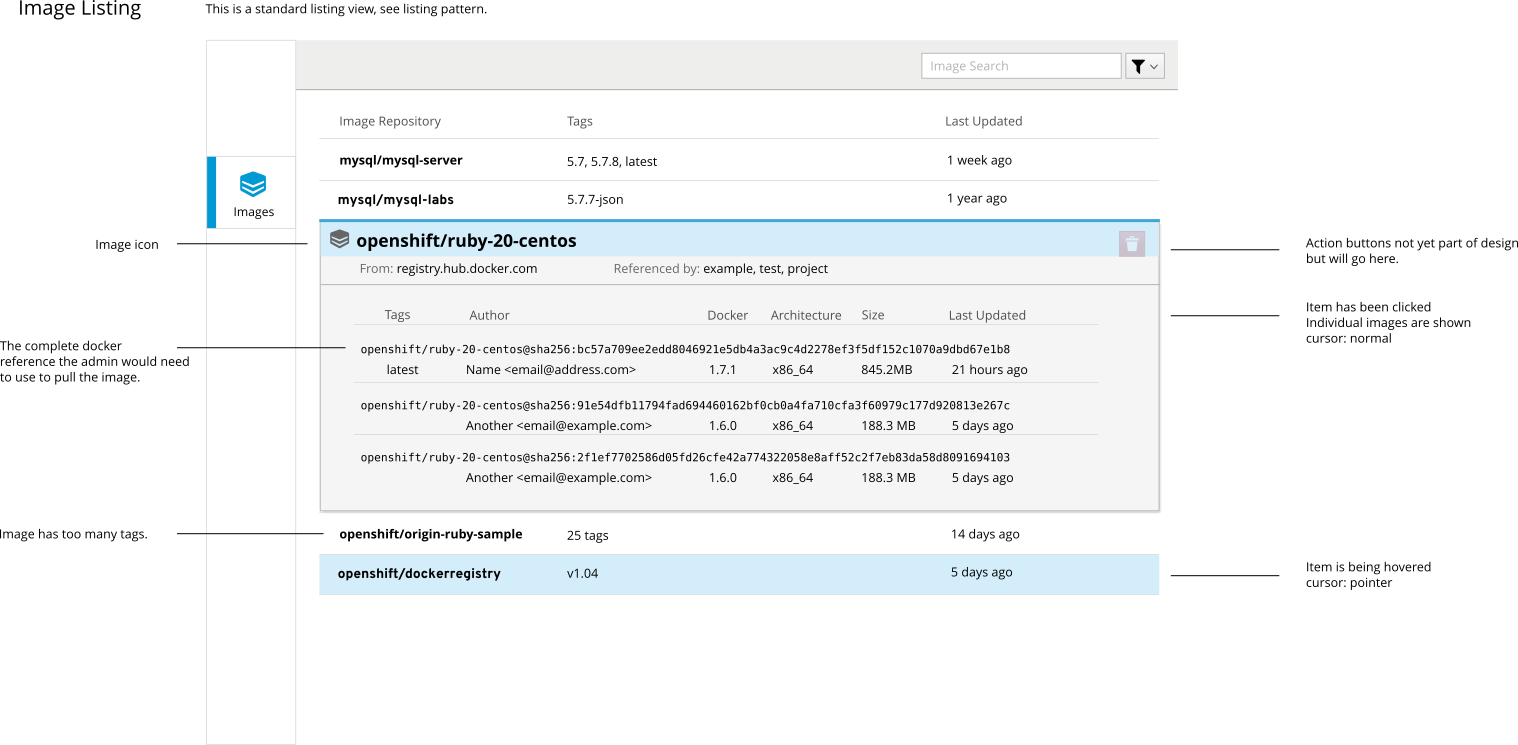 Image Listing
This is a standard listing view, see listing pattern.
Image Search
Image Repository Tags Last Updated
mysql/mysql-server 5.7, 5.7.8, latest 1 week ago
mysql/mysql-labs 5.7.7-json 1 year ago
Images
Image icon
openshift/ruby-20-centos
Action buttons not yet part of design
but will go here.
From: registry.hub.docker.com Referenced by: example, test, project
Item has been clicked
Individual images are shown
cursor: normal
Tags Author Docker Architecture Size Last Updated
The complete docker
reference the admin would need
to use to pull the image.
openshift/ruby-20-centos@sha256:bc57a709ee2edd8046921e5db4a3ac9c4d2278ef3f5df152c1070a9dbd67e1b8
latest Name <email@address.com> 1.7.1 x86_64 845.2MB 21 hours ago
openshift/ruby-20-centos@sha256:91e54dfb11794fad694460162bf0cb0a4fa710cfa3f60979c177d920813e267c
Another <email@example.com> 1.6.0 x86_64 188.3 MB 5 days ago
openshift/ruby-20-centos@sha256:2f1ef7702586d05fd26cfe42a774322058e8aff52c2f7eb83da58d8091694103
Another <email@example.com> 1.6.0 x86_64 188.3 MB 5 days ago
Image has too many tags.
openshift/origin-ruby-sample 25 tags 14 days ago
openshift/dockerregistry v1.04 5 days ago
Item is being hovered
cursor: pointer